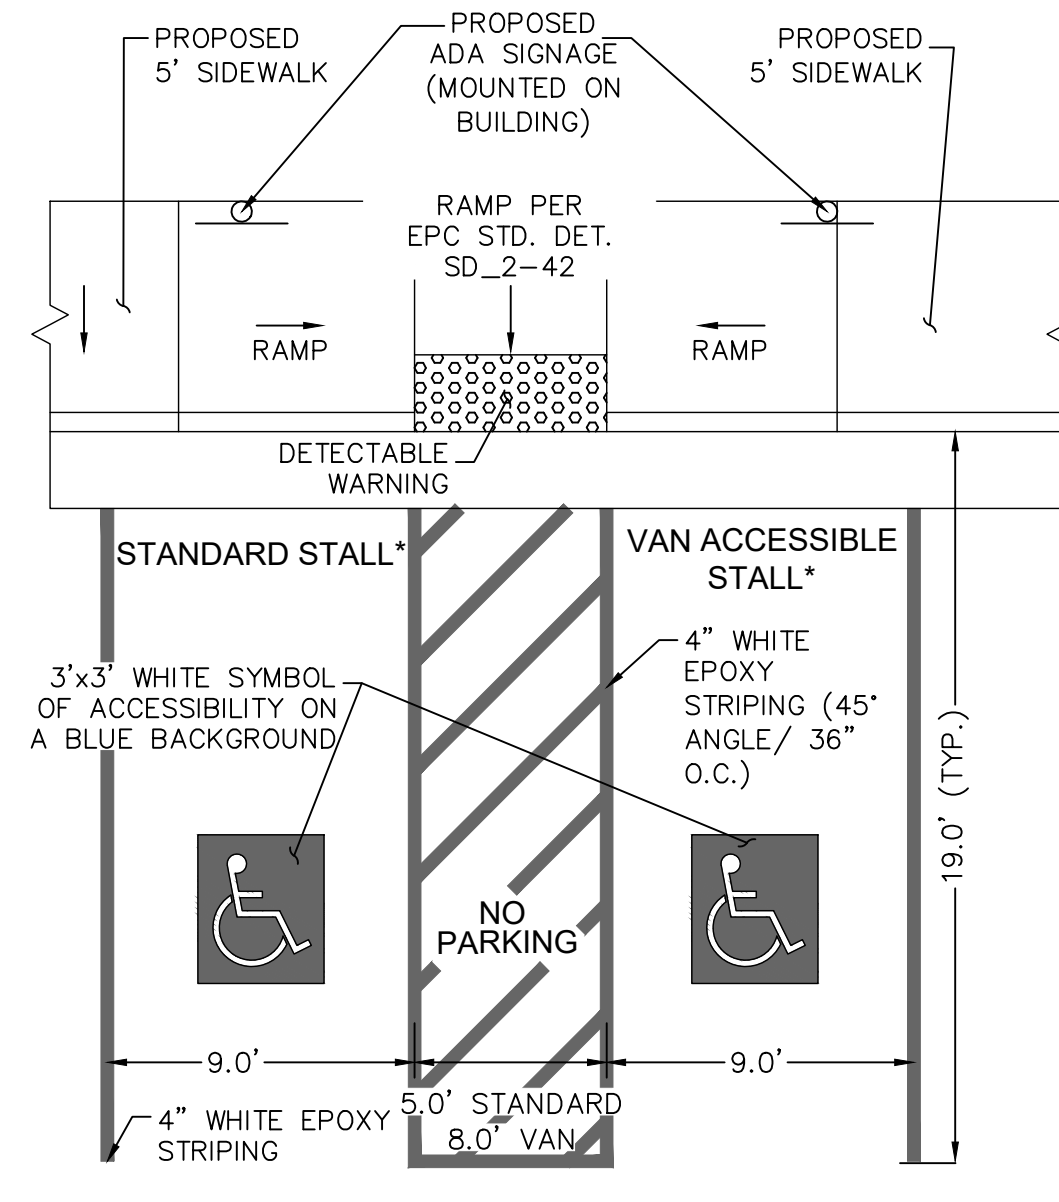 PROPOSED
5' SIDEWALK
PROPOSED
ADA SIGNAGE
(MOUNTED ON
BUILDING)
PROPOSED
5' SIDEWALK
RAMP PER
EPC STD. DET.
SD_2-42
RAMP
RAMP
DETECTABLE
WARNING
STANDARD STALL*
VAN ACCESSIBLE
STALL*
3'x3' WHITE SYMBOL
OF ACCESSIBILITY ON
A BLUE BACKGROUND
4" WHITE
EPOXY
STRIPING (45°
ANGLE/ 36"
O.C.)
19.0' (TYP.)
NO
PARKING
9.0'
9.0'
5.0' STANDARD
8.0' VAN
4" WHITE EPOXY
STRIPING